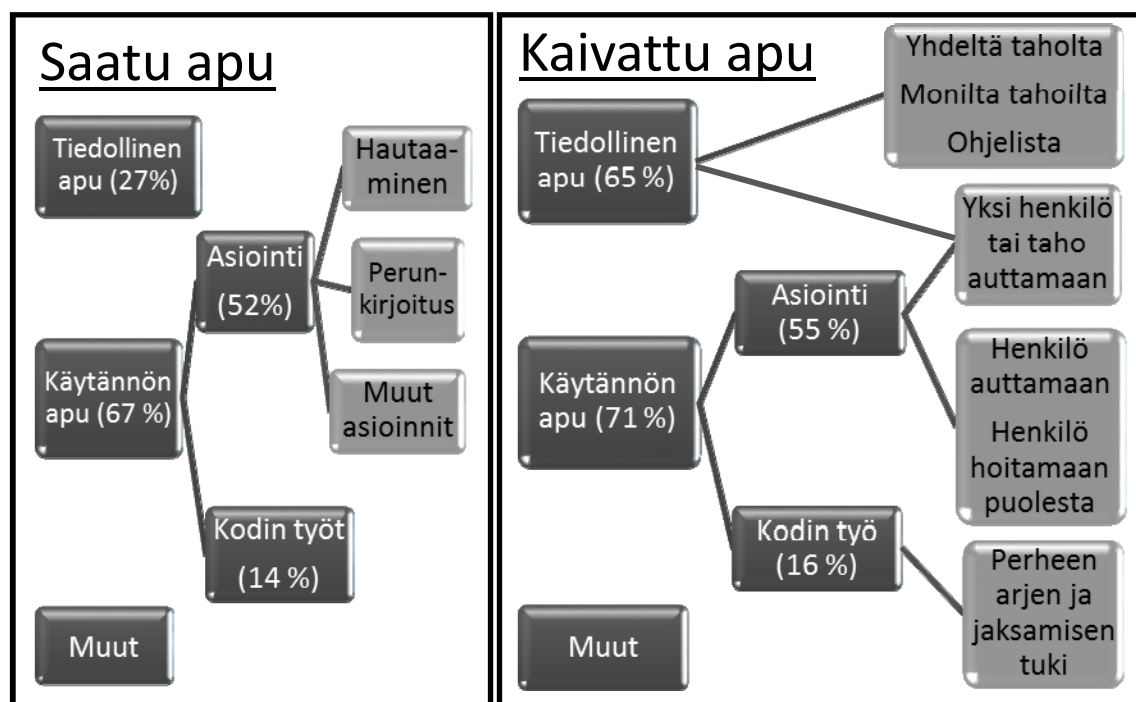 Saatu apu
Tiedollinen
apu (27%)
Käytännön
apu (67 %)
Muut
Asiointi
(52%)
Kodin työt
(14 %)
Hautaa-
minen
Perun-
kirjoitus
Muut
asioinnit
Kaivattu apu
Tiedollinen
apu (65 %)
Käytännön
apu (71 %)
Muut
Asiointi
(55 %)
Kodin työ
(16 %)
Yhdeltä taholta
Monilta tahoilta
Ohjelista
Yksi henkilö
tai taho
auttamaan
Henkilö
auttamaan
Henkilö
hoitamaan
puolesta
Perheen
arjen ja
jaksamisen
tuki